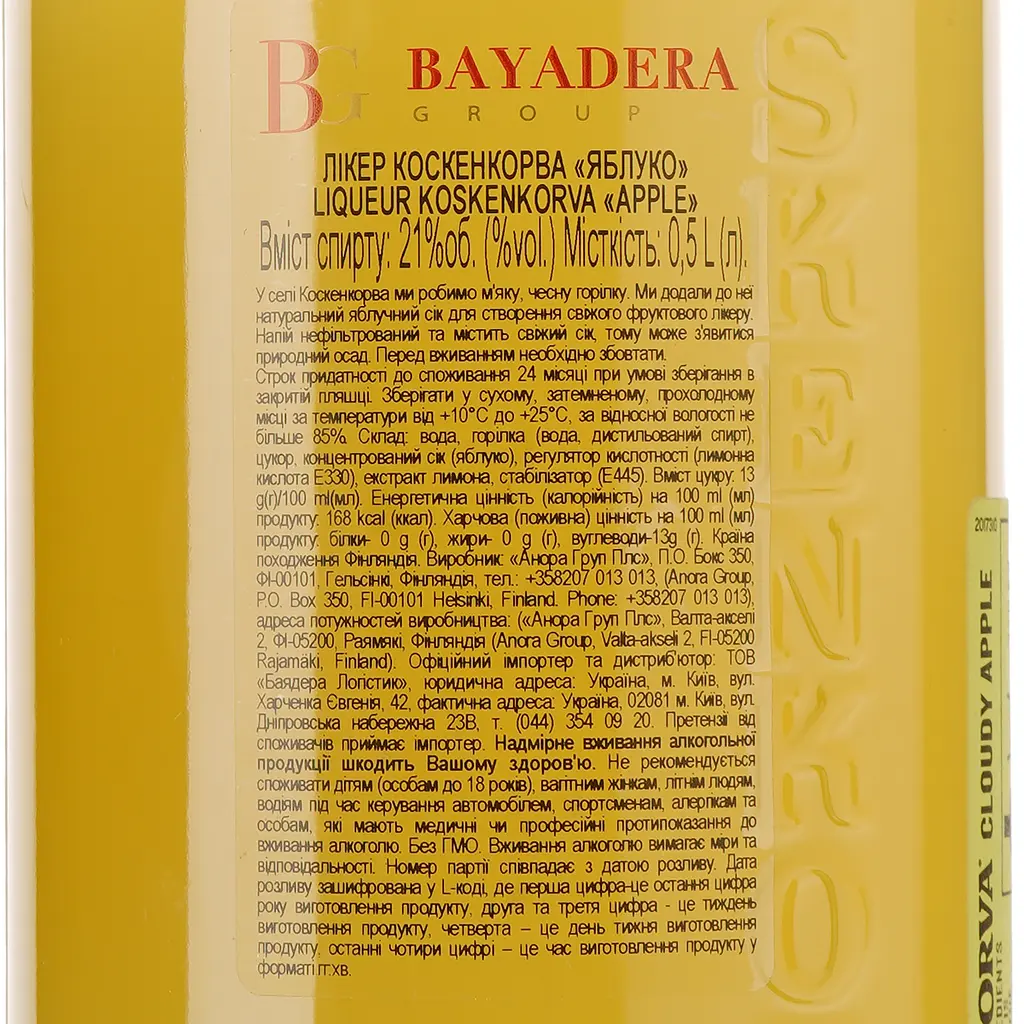 BG BAYADERA
GROUP
ЛІКЕР КОСКЕНКОРВА «ЯБЛУКО»
LIQUEUR KOSKENKORVA «APPLE»
Вміст спирту: 21%об. (%vol.) Місткість: 0,5 L (л).
У селі Коскенкорва ми робимо м'яку, чесну горілку. Ми додали до неї
натуральний яблучний сік для створення свіжого фруктового лікеру.
Напій нефільтрований та містить свіжий сік, тому може з'явитися
природний осад. Перед вживанням необхідно збовтати.
Строк придатності до споживання 24 місяці при умові зберігання в
закритій пляшці. Зберігати у сухому, затемненому, прохолодному
місці за температури від +10°C до +25°C, за відносної вологості не
більше 85%. Склад: вода, горілка (вода, дистильований спирт),
цукор, концентрований сік (яблуко), регулятор кислотності (лимонна
кислота E330), екстракт лимона, стабілізатор (E445). Вміст цукру: 13
g(г)/100 ml(мл). Енергетична цінність (калорійність) на 100 ml (мл)
продукту: 168 kcal (ккал). Харчова (поживна) цінність на 100 ml (мл)
продукту: білки- 0 g (г), жири- 0 g (г), вуглеводи-13g (г). Країна
походження Фінляндія. Виробник: «Анора Груп Плс», П.О. Бокс 350,
ФІ-00101, Гельсінкі, Фінляндія, тел.: +358207 013 013, (Anora Group,
P.O. Box 350, FI-00101 Helsinki, Finland. Phone: +358207 013 013),
адреса потужностей виробництва: («Анора Груп Плс», Валта-акселі
2, ФІ-05200, Раямякі, Фінляндія (Anora Group, Valta-akseli 2, FI-05200
Rajamäki, Finland). Офіційний імпортер та дистриб'ютор: ТОВ
«Баядера Логістик», юридична адреса: Україна, м. Київ, вул.
Харченка Євгенія, 42, фактична адреса: Україна, 02081 м. Київ, вул.
Дніпровська набережна 23В, т. (044) 354 09 20. Претензії від
споживачів приймає імпортер. Надмірне вживання алкогольної
продукції шкодить Вашому здоров'ю. Не рекомендується
споживати дітям (особам до 18 років), вагітним жінкам, літнім людям,
водіям під час керування автомобілем, спортсменам, алергікам та
особам, які мають медичні чи професійні протипоказання до
вживання алкоголю. Без ГМО. Вживання алкоголю вимагає міри та
відповідальності. Номер партії співпадає з датою розливу. Дата
розливу зашифрована у L-коді, де перша цифра-це остання цифра
року виготовлення продукту, друга та третя цифра - це тиждень
виготовлення продукту, четверта – це день тижня виготовлення
продукту, останні чотири цифрі – це час виготовлення продукту у
форматі гг:хв.
ORVA CLOUDY APPLE